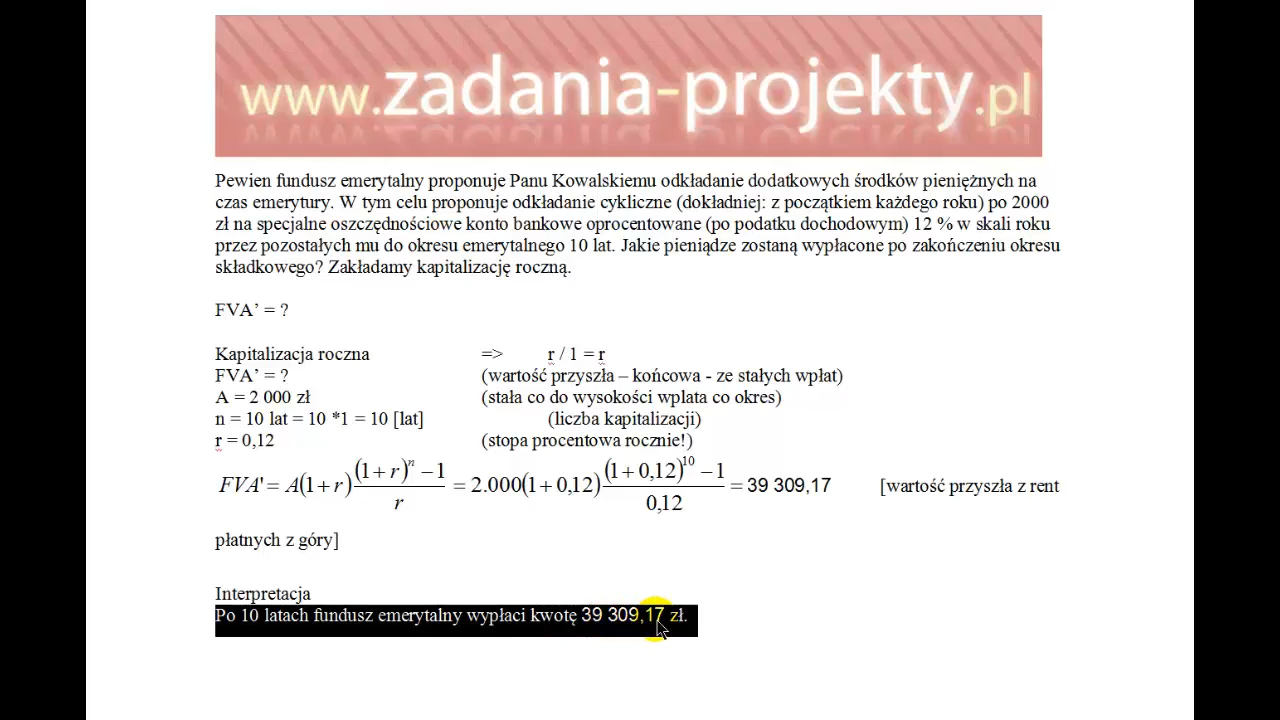 www.zadania-projekty.pl
Pewien fundusz emerytalny proponuje Panu Kowalskiemu odkładanie dodatkowych środków pieniężnych na
czas emerytury. W tym celu proponuje odkładanie cykliczne (dokładniej: z początkiem każdego roku) po 2000
zł na specjalne oszczędnościowe konto bankowe oprocentowane (po podatku dochodowym) 12 % w skali roku
przez pozostałych mu do okresu emerytalnego 10 lat. Jakie pieniądze zostaną wypłacone po zakończeniu okresu
składkowego? Zakładamy kapitalizację roczną.
FVA’ = ?
Kapitalizacja roczna => r / 1 = r
FVA’ = ? (wartość przyszła – końcowa - ze stałych wpłat)
A = 2 000 zł (stała co do wysokości wplata co okres)
n = 10 lat = 10 *1 = 10 [lat] (liczba kapitalizacji)
r = 0,12 (stopa procentowa rocznie!)
FVA' = A(1+r) ((1+r)^n −1)/r = 2.000(1+0,12) ((1+0,12)^10 −1)/0,12 = 39 309,17 [wartość przyszła z rent
płatnych z góry]
Interpretacja
Po 10 latach fundusz emerytalny wypłaci kwotę 39 309,17 zł.